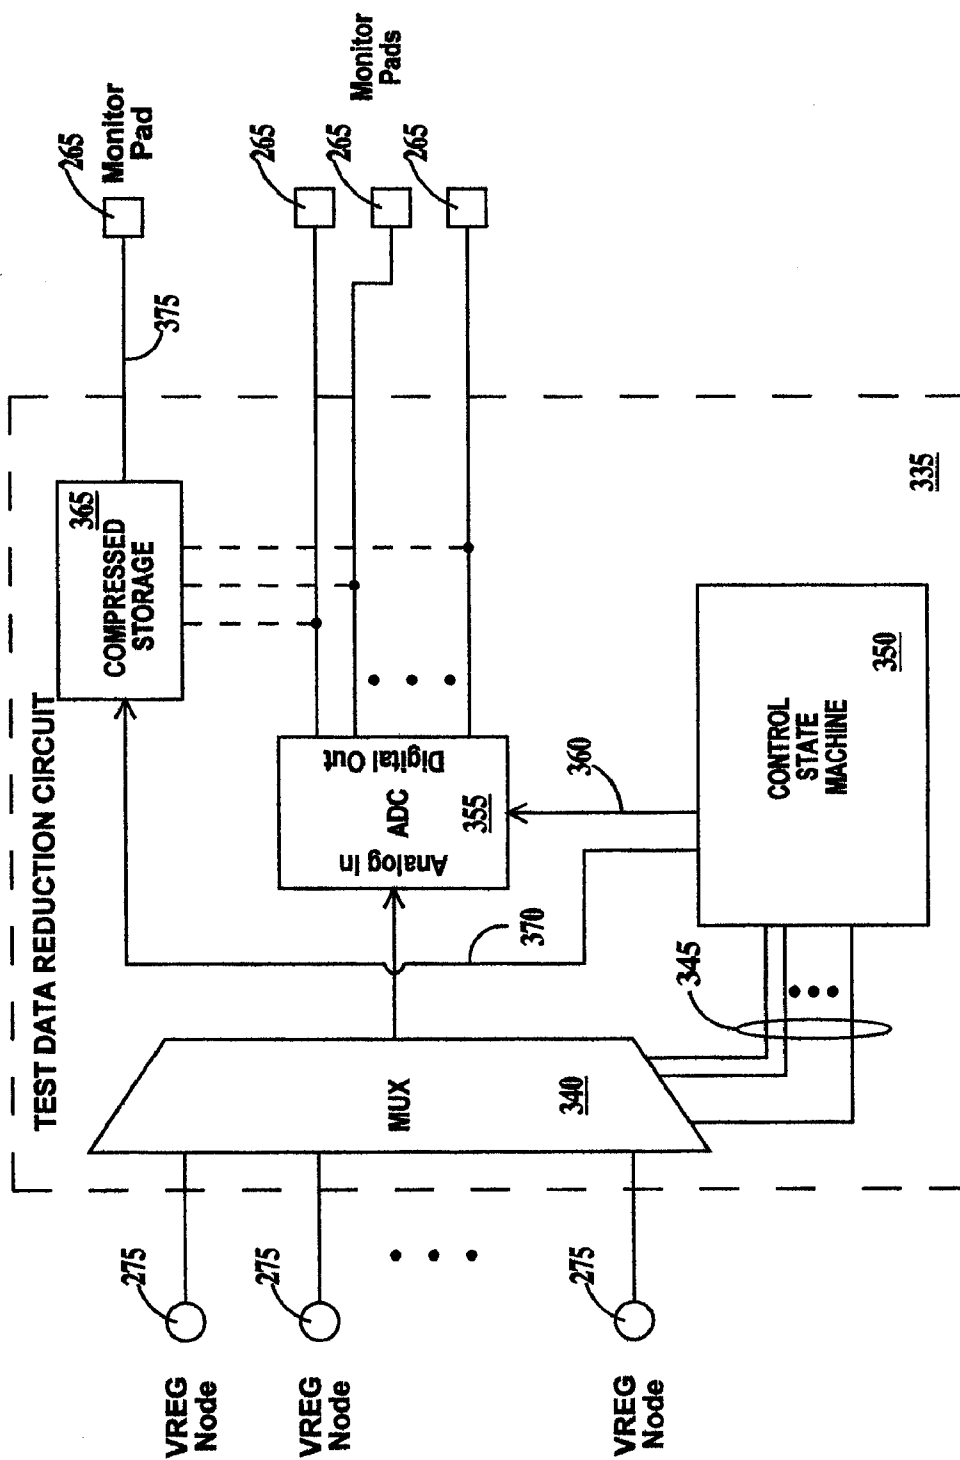 TEST DATA REDUCTION CIRCUIT
VREG
Node
275
VREG
Node
275
VREG
Node
275
MUX
340
345
370
360
Analog In
ADC
Digital Out
355
CONTROL
STATE
MACHINE
350
365
COMPRESSED
STORAGE
375
335
265
Monitor
Pad
265
265
265
Monitor
Pads